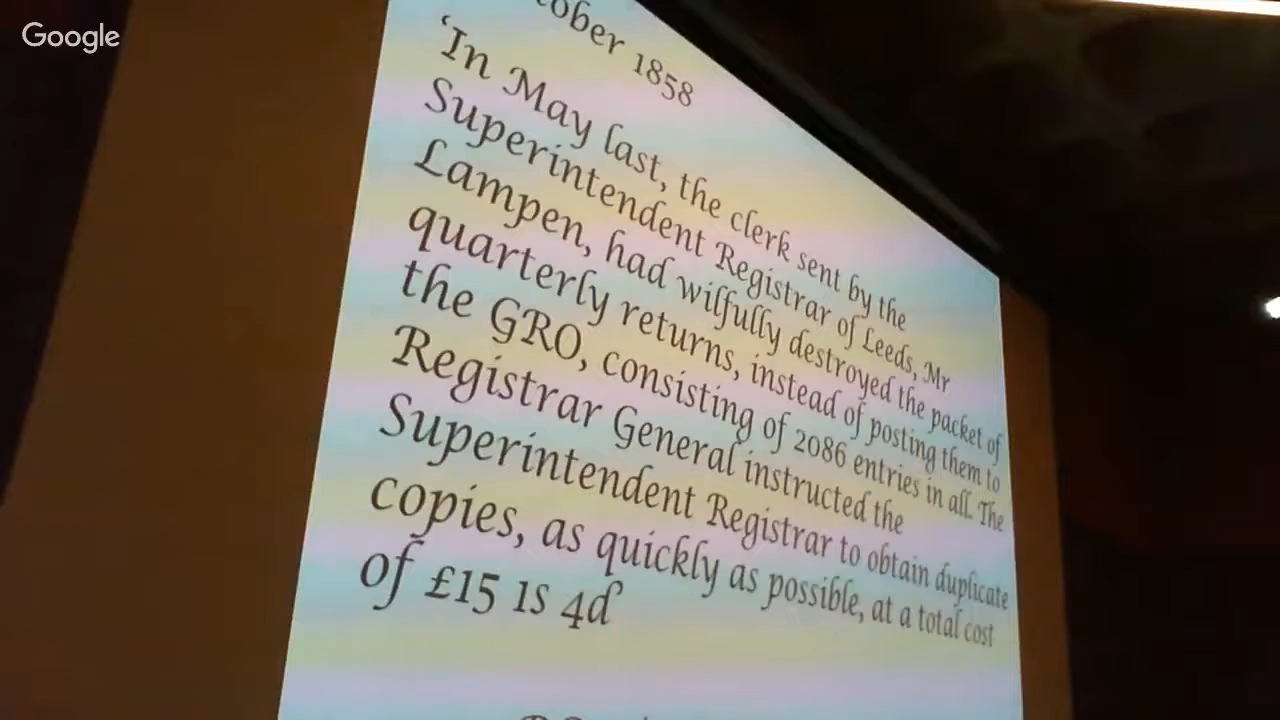 Google
tober 1858
‘In May last, the clerk sent by the
Superintendent Registrar of Leeds, Mr
Lampen, had wilfully destroyed the packet of
quarterly returns, instead of posting them to
the GRO, consisting of 2086 entries in all. The
Registrar General instructed the
Superintendent Registrar to obtain duplicate
copies, as quickly as possible, at a total cost
of £15 1s 4d’